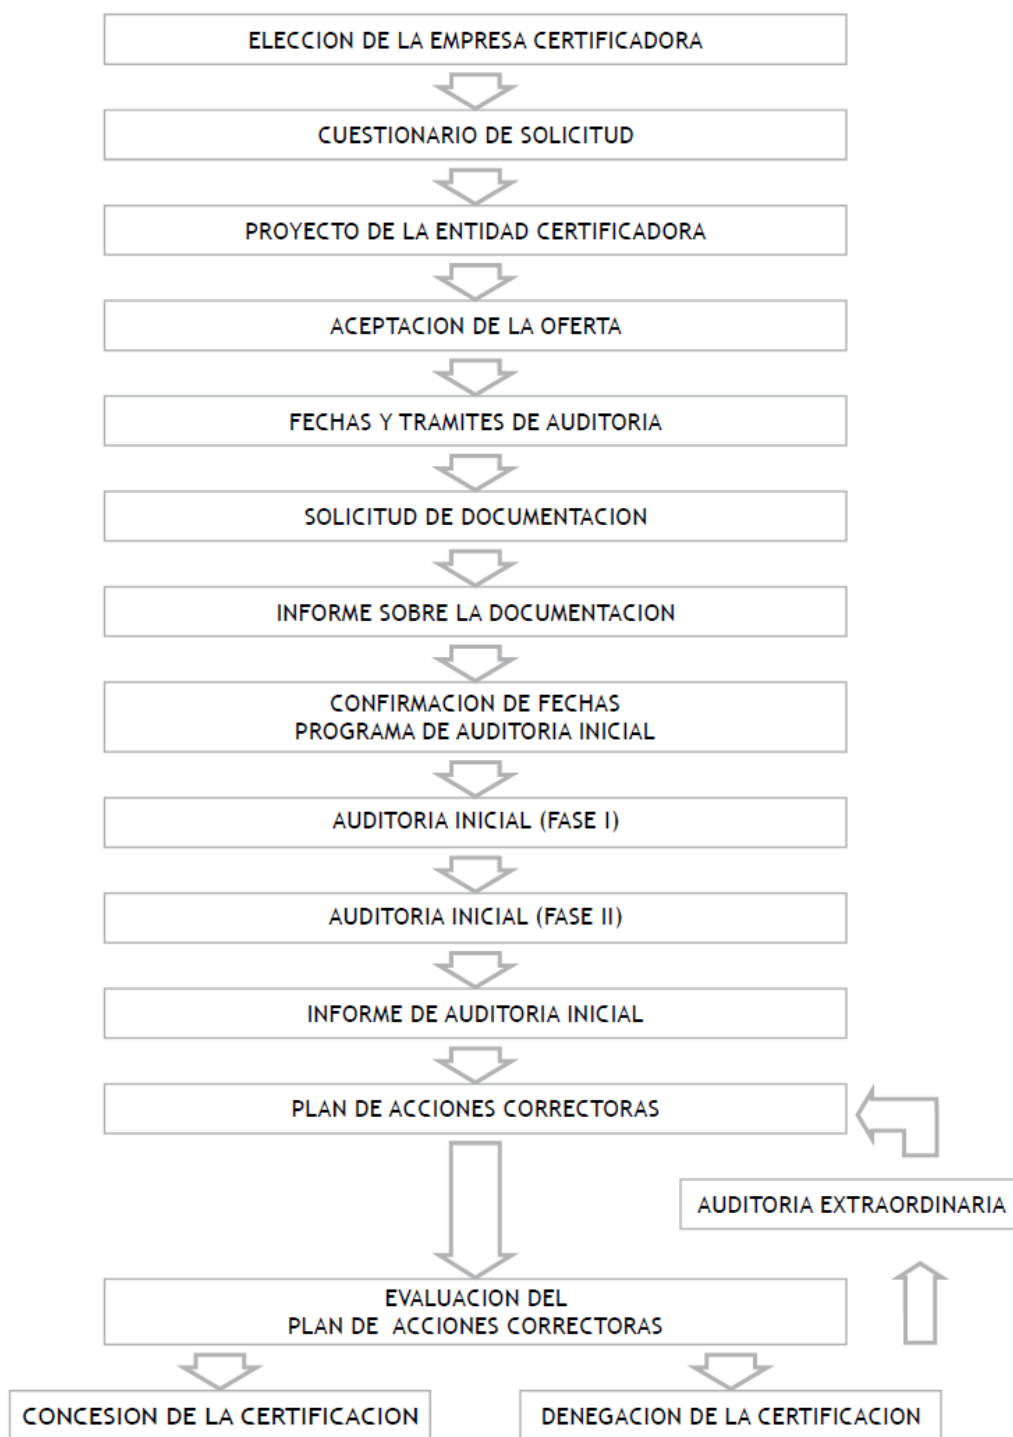 ELECCION DE LA EMPRESA CERTIFICADORA
CUESTIONARIO DE SOLICITUD
PROYECTO DE LA ENTIDAD CERTIFICADORA
ACEPTACION DE LA OFERTA
FECHAS Y TRAMITES DE AUDITORIA
SOLICITUD DE DOCUMENTACION
INFORME SOBRE LA DOCUMENTACION
CONFIRMACION DE FECHAS
PROGRAMA DE AUDITORIA INICIAL
AUDITORIA INICIAL (FASE I)
AUDITORIA INICIAL (FASE II)
INFORME DE AUDITORIA INICIAL
PLAN DE ACCIONES CORRECTORAS
AUDITORIA EXTRAORDINARIA
EVALUACION DEL
PLAN DE ACCIONES CORRECTORAS
CONCESION DE LA CERTIFICACION
DENEGACION DE LA CERTIFICACION